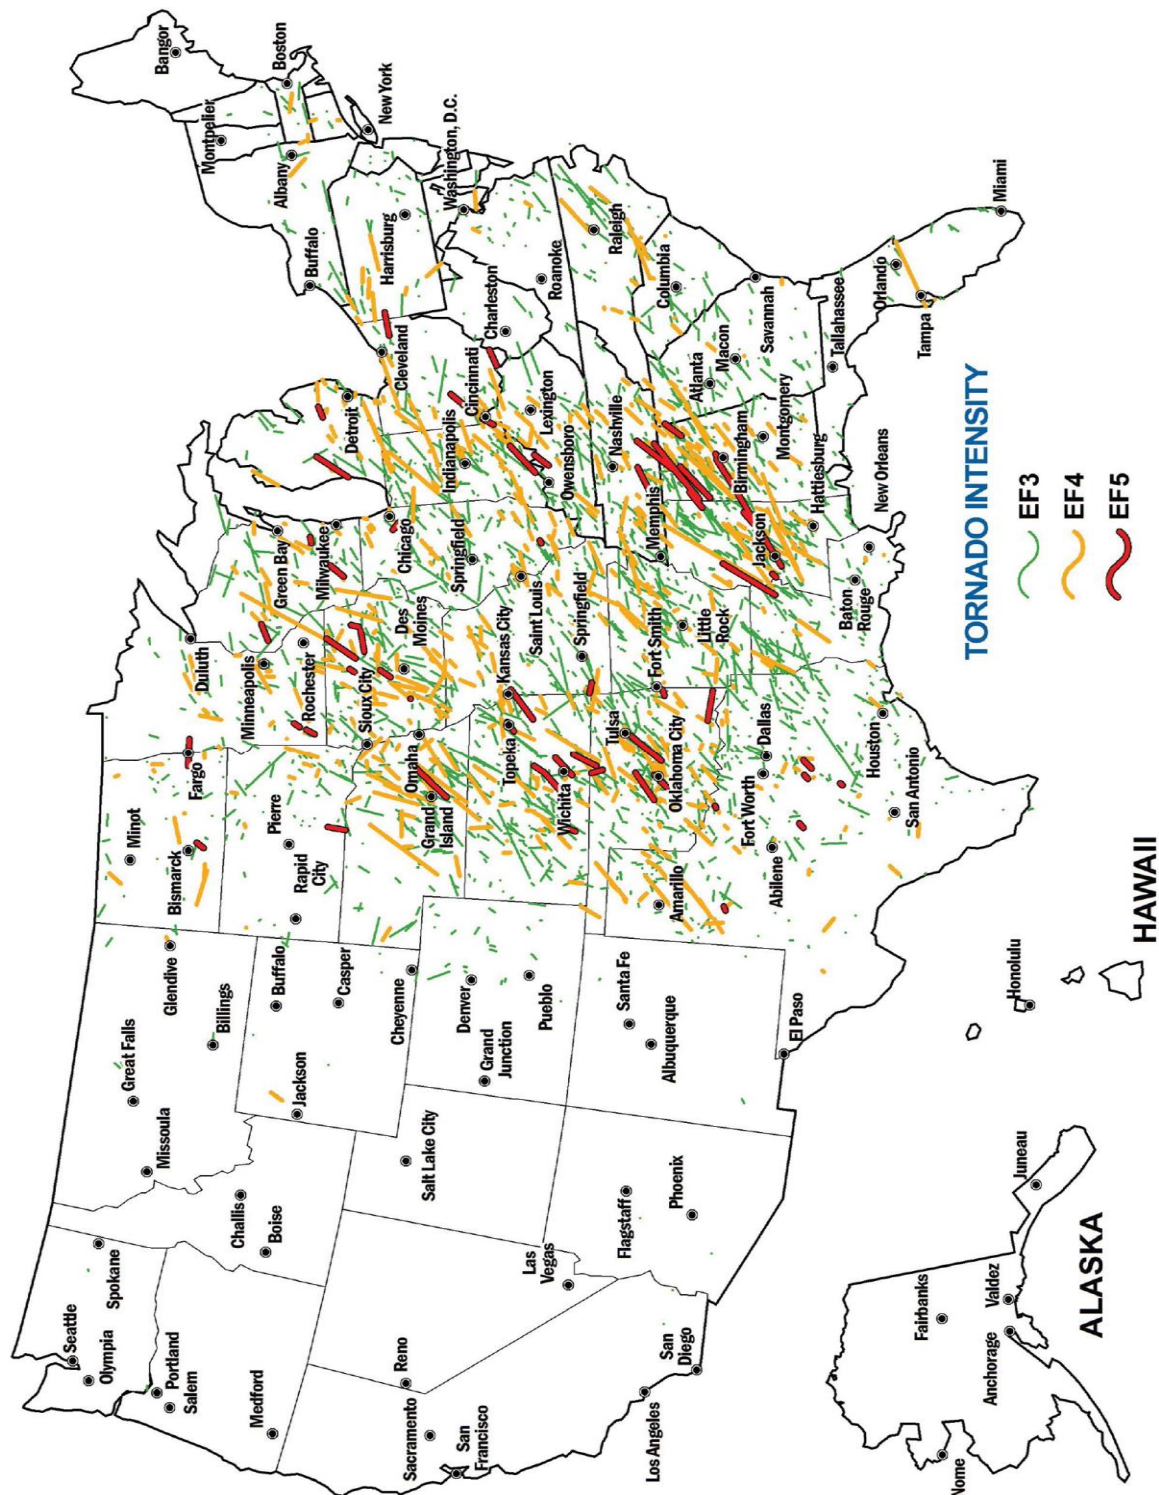 Seattle
Olympia
Spokane
Portland
Salem
Medford
Challis
Boise
Missoula
Great Falls
Glendive
Billings
Buffalo
Jackson
Casper
Cheyenne
Reno
Sacramento
San
Francisco
Las
Vegas
Los Angeles
San
Diego
Salt Lake City
Flagstaff
Phoenix
Denver
Grand
Junction
Pueblo
Santa Fe
Albuquerque
El Paso
Minot
Bismarck
Fargo
Pierre
Rapid
City
Duluth
Minneapolis
Rochester
Sioux City
Omaha
Grand
Island
Des
Moines
Green Bay
Milwaukee
Chicago
Springfield
Topeka
Kansas City
Wichita
Saint Louis
Springfield
Tulsa
Oklahoma City
Fort Smith
Little
Rock
Amarillo
Fort Worth
Dallas
Abilene
Houston
San Antonio
Baton
Rouge
New Orleans
Memphis
Jackson
Hattiesburg
Birmingham
Montgomery
Nashville
Owensboro
Lexington
Indianapolis
Cincinnati
Detroit
Cleveland
Charleston
Roanoke
Raleigh
Columbia
Atlanta
Macon
Savannah
Tallahassee
Orlando
Tampa
Miami
Buffalo
Harrisburg
Washington, D.C.
Albany
Montpelier
New York
Boston
Bangor
TORNADO INTENSITY
EF3
EF4
EF5
Fairbanks
Nome
Anchorage
Valdez
Juneau
ALASKA
Honolulu
HAWAII